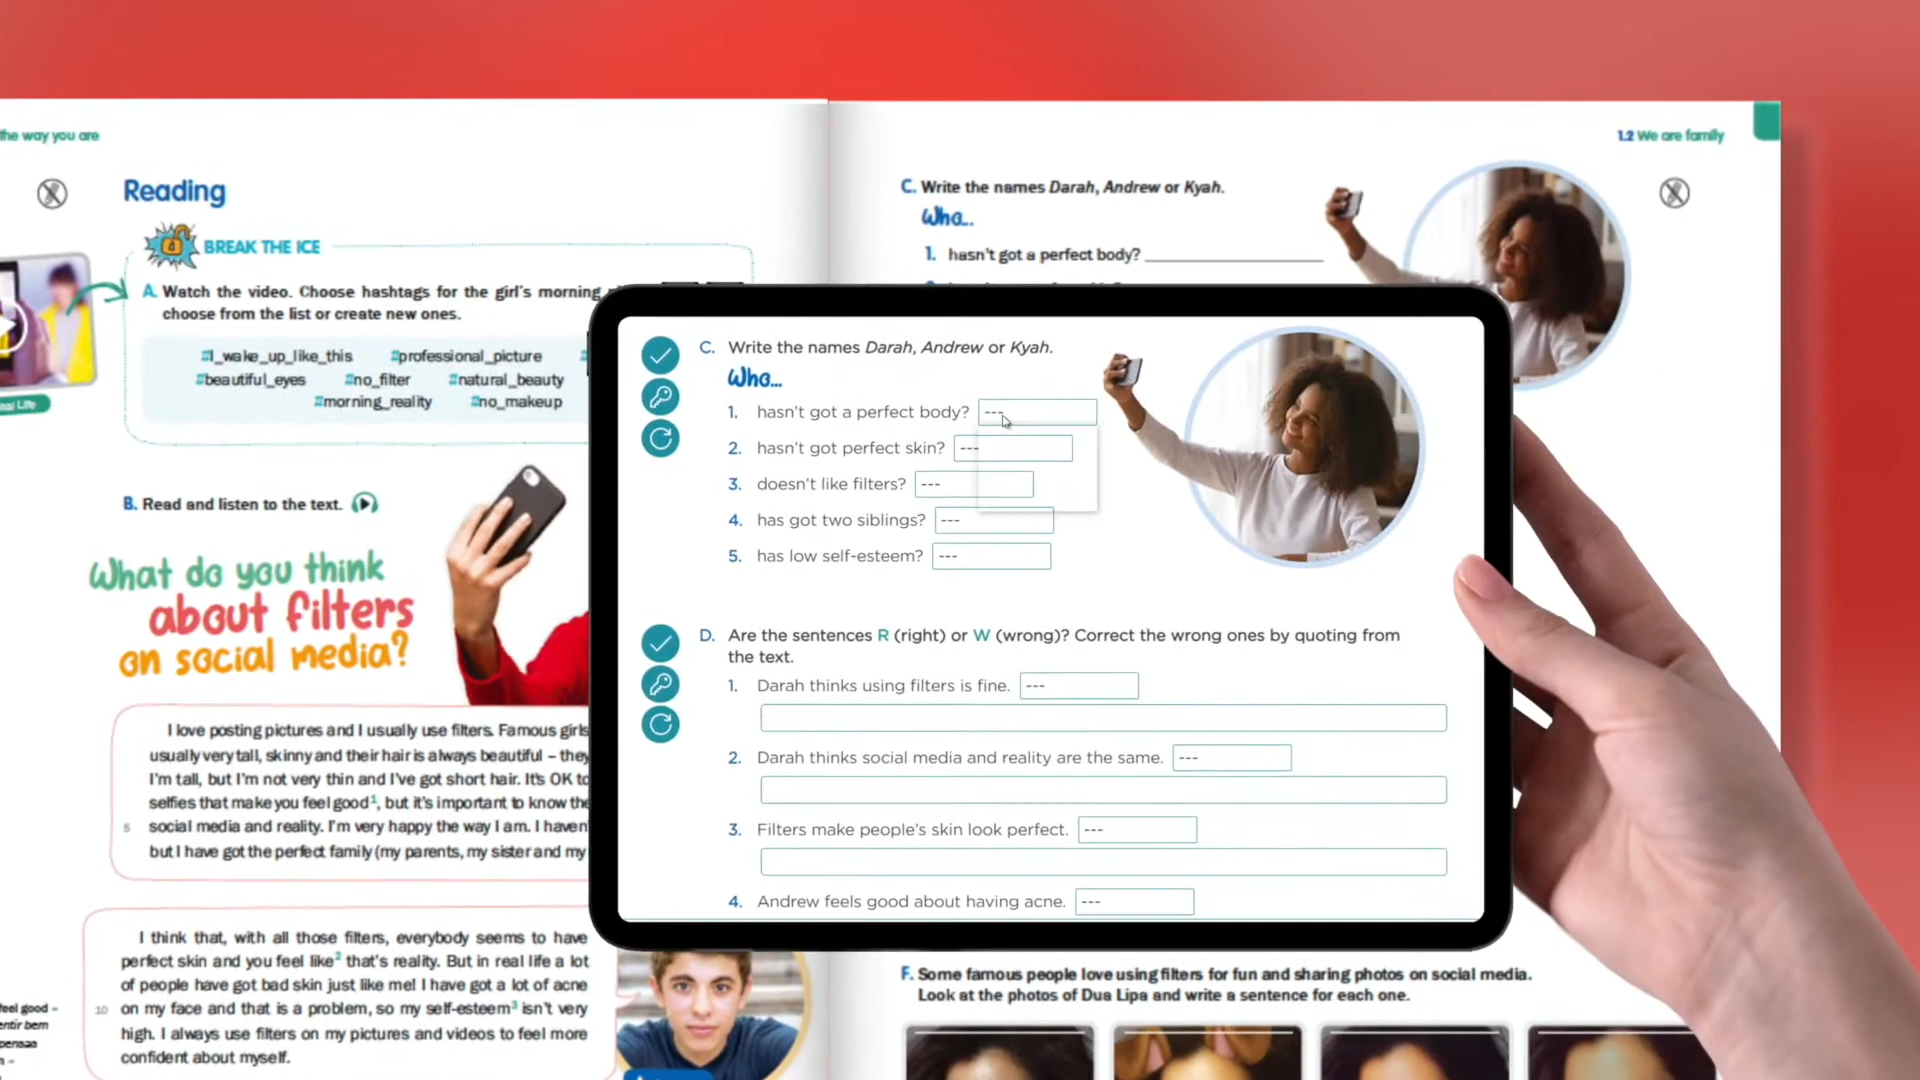 the way you are
Reading
BREAK THE ICE
A. Watch the video. Choose hashtags for the girl's morning
choose from the list or create new ones.
#I_wake_up_like_this #professional_picture
#beautiful_eyes #no_filter #natural_beauty
#morning_reality #no_makeup
B. Read and listen to the text.
What do you think
about filters
on social media?
I love posting pictures and I usually use filters. Famous girls
usually very tall, skinny and their hair is always beautiful – they
I'm tall, but I'm not very thin and I've got short hair. It's OK to
selfies that make you feel good1, but it's important to know the
5 social media and reality. I'm very happy the way I am. I haven'
but I have got the perfect family (my parents, my sister and my
I think that, with all those filters, everybody seems to have
perfect skin and you feel like2 that's reality. But in real life a lot
of people have got bad skin just like me! I have got a lot of acne
10 on my face and that is a problem, so my self-esteem3 isn't very
high. I always use filters on my pictures and videos to feel more
confident about myself.
feel good –
entir bem
1.2 We are family
C. Write the names Darah, Andrew or Kyah.
Who...
1. hasn't got a perfect body?
C. Write the names Darah, Andrew or Kyah.
Who...
1. hasn't got a perfect body? ---
2. hasn't got perfect skin? ---
3. doesn't like filters? ---
4. has got two siblings? ---
5. has low self-esteem? ---
D. Are the sentences R (right) or W (wrong)? Correct the wrong ones by quoting from
the text.
1. Darah thinks using filters is fine. ---
2. Darah thinks social media and reality are the same. ---
3. Filters make people's skin look perfect. ---
4. Andrew feels good about having acne. ---
F. Some famous people love using filters for fun and sharing photos on social media.
Look at the photos of Dua Lipa and write a sentence for each one.